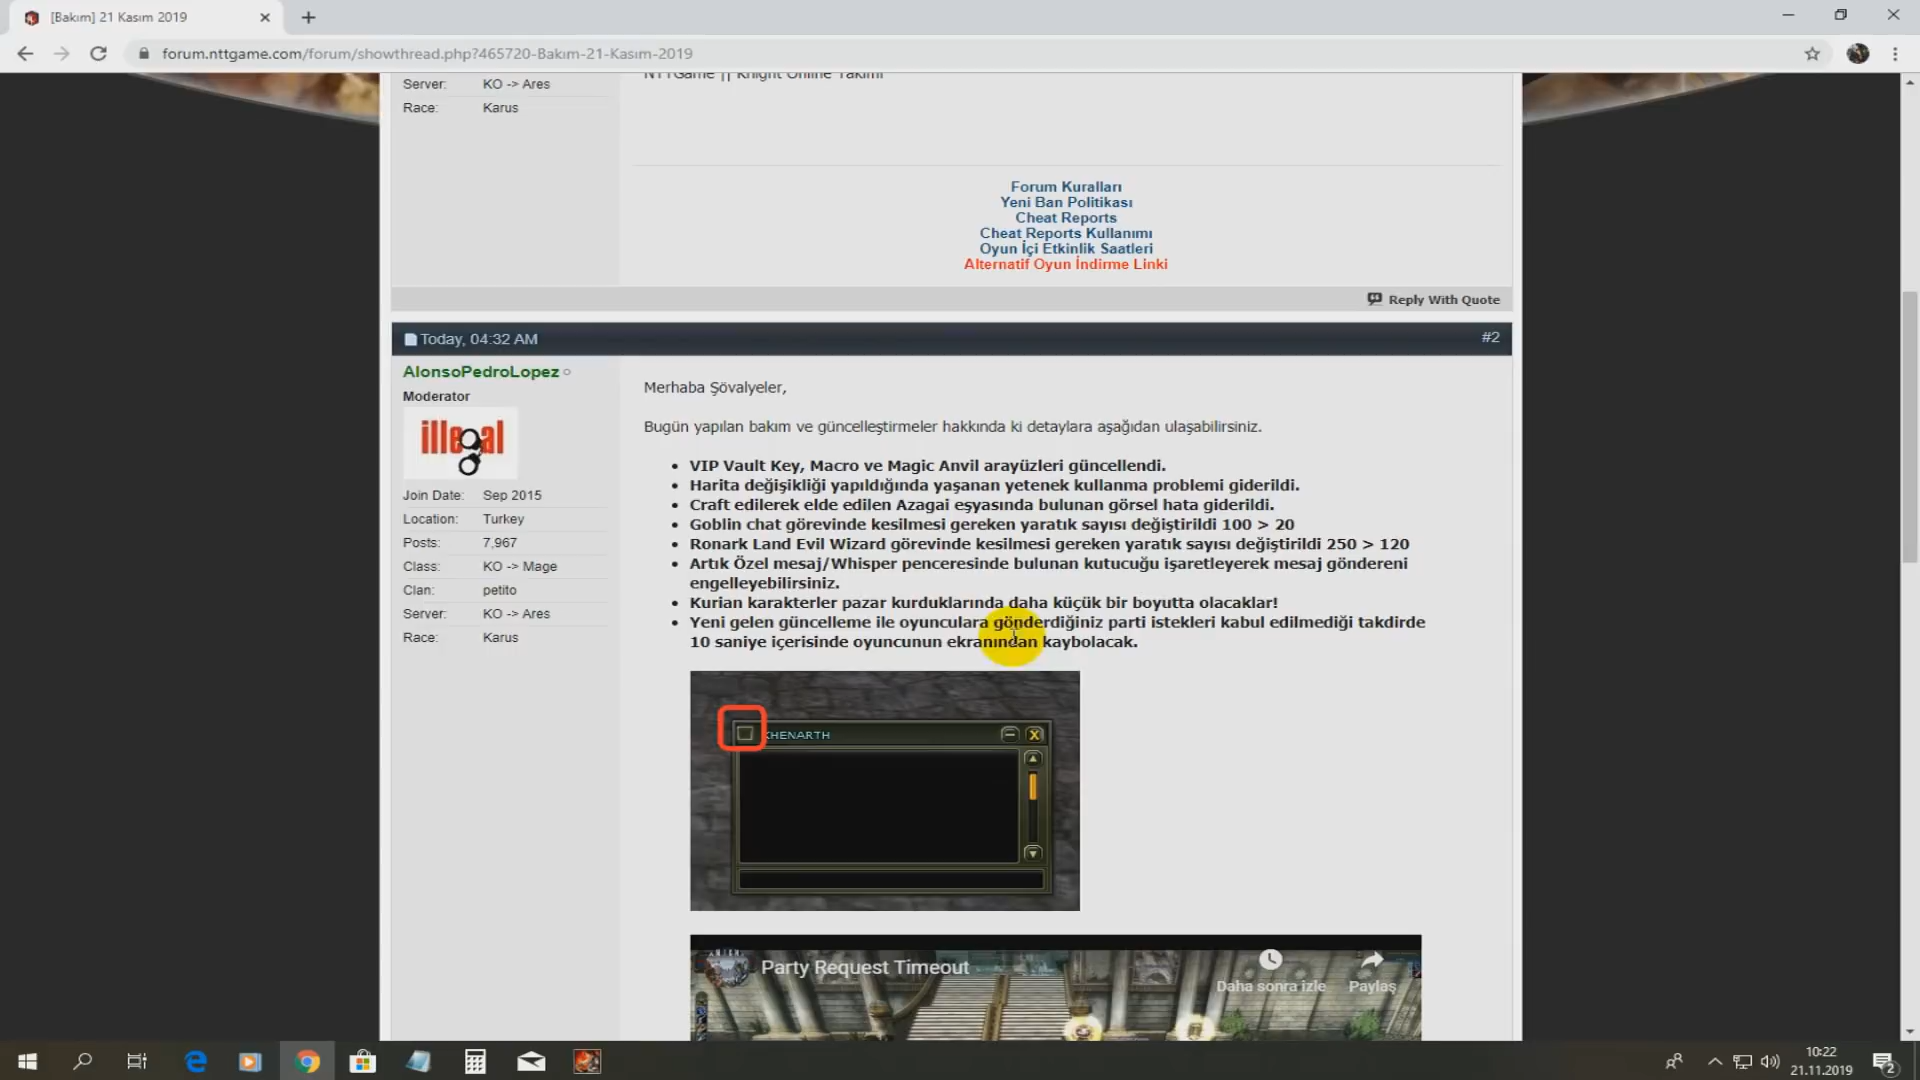 [Bakım] 21 Kasım 2019
forum.nttgame.com/forum/showthread.php?465720-Bakım-21-Kasım-2019
NTTGame || Knight Online Takımı
Server: KO -> Ares
Race: Karus
Forum Kuralları
Yeni Ban Politikası
Cheat Reports
Cheat Reports Kullanımı
Oyun İçi Etkinlik Saatleri
Alternatif Oyun İndirme Linki
Reply With Quote
Today, 04:32 AM #2
AlonsoPedroLopez
Moderator
illegal
Join Date: Sep 2015
Location: Turkey
Posts: 7,967
Class: KO -> Mage
Clan: petito
Server: KO -> Ares
Race: Karus
Merhaba Şövalyeler,
Bugün yapılan bakım ve güncelleştirmeler hakkında ki detaylara aşağıdan ulaşabilirsiniz.
• VIP Vault Key, Macro ve Magic Anvil arayüzleri güncellendi.
• Harita değişikliği yapıldığında yaşanan yetenek kullanma problemi giderildi.
• Craft edilerek elde edilen Azagai eşyasında bulunan görsel hata giderildi.
• Goblin chat görevinde kesilmesi gereken yaratık sayısı değiştirildi 100 > 20
• Ronark Land Evil Wizard görevinde kesilmesi gereken yaratık sayısı değiştirildi 250 > 120
• Artık Özel mesaj/Whisper penceresinde bulunan kutucuğu işaretleyerek mesaj göndereni
engelleyebilirsiniz.
• Kurian karakterler pazar kurduklarında daha küçük bir boyutta olacaklar!
• Yeni gelen güncelleme ile oyunculara gönderdiğiniz parti istekleri kabul edilmediği takdirde
10 saniye içerisinde oyuncunun ekranından kaybolacak.
KHENARTH
Party Request Timeout
Daha sonra izle
Paylaş
10:22
21.11.2019
2